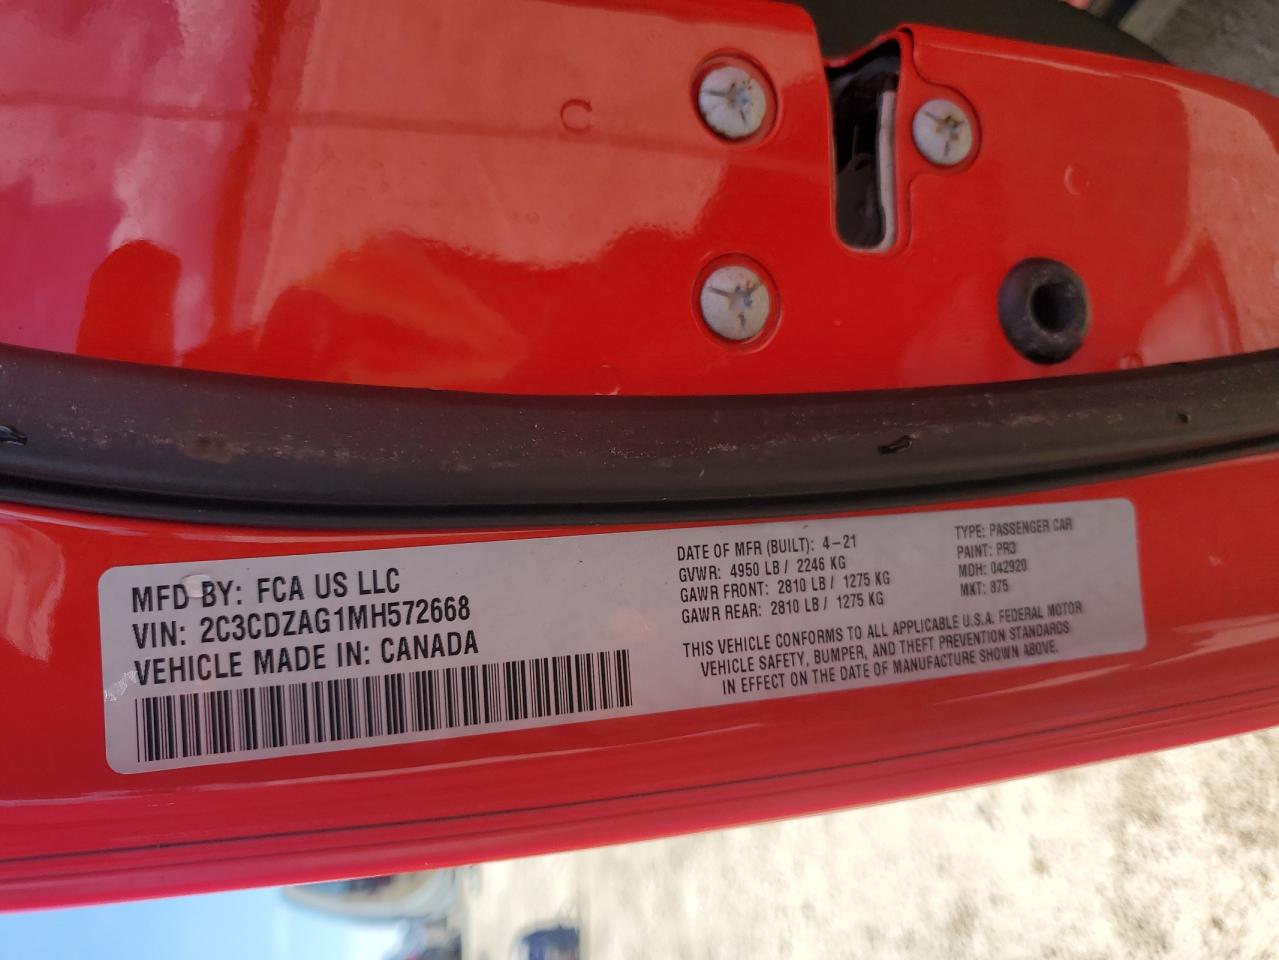 C
MFD BY: FCA US LLC
VIN: 2C3CDZAG1MH572668
VEHICLE MADE IN: CANADA
DATE OF MFR (BUILT): 4-21
GVWR: 4950 LB / 2246 KG
GAWR FRONT: 2810 LB / 1275 KG
GAWR REAR: 2810 LB / 1275 KG
TYPE: PASSENGER CAR
PAINT: PR3
MDH: 042920
MKT: 875
THIS VEHICLE CONFORMS TO ALL APPLICABLE U.S.A. FEDERAL MOTOR
VEHICLE SAFETY, BUMPER, AND THEFT PREVENTION STANDARDS
IN EFFECT ON THE DATE OF MANUFACTURE SHOWN ABOVE.